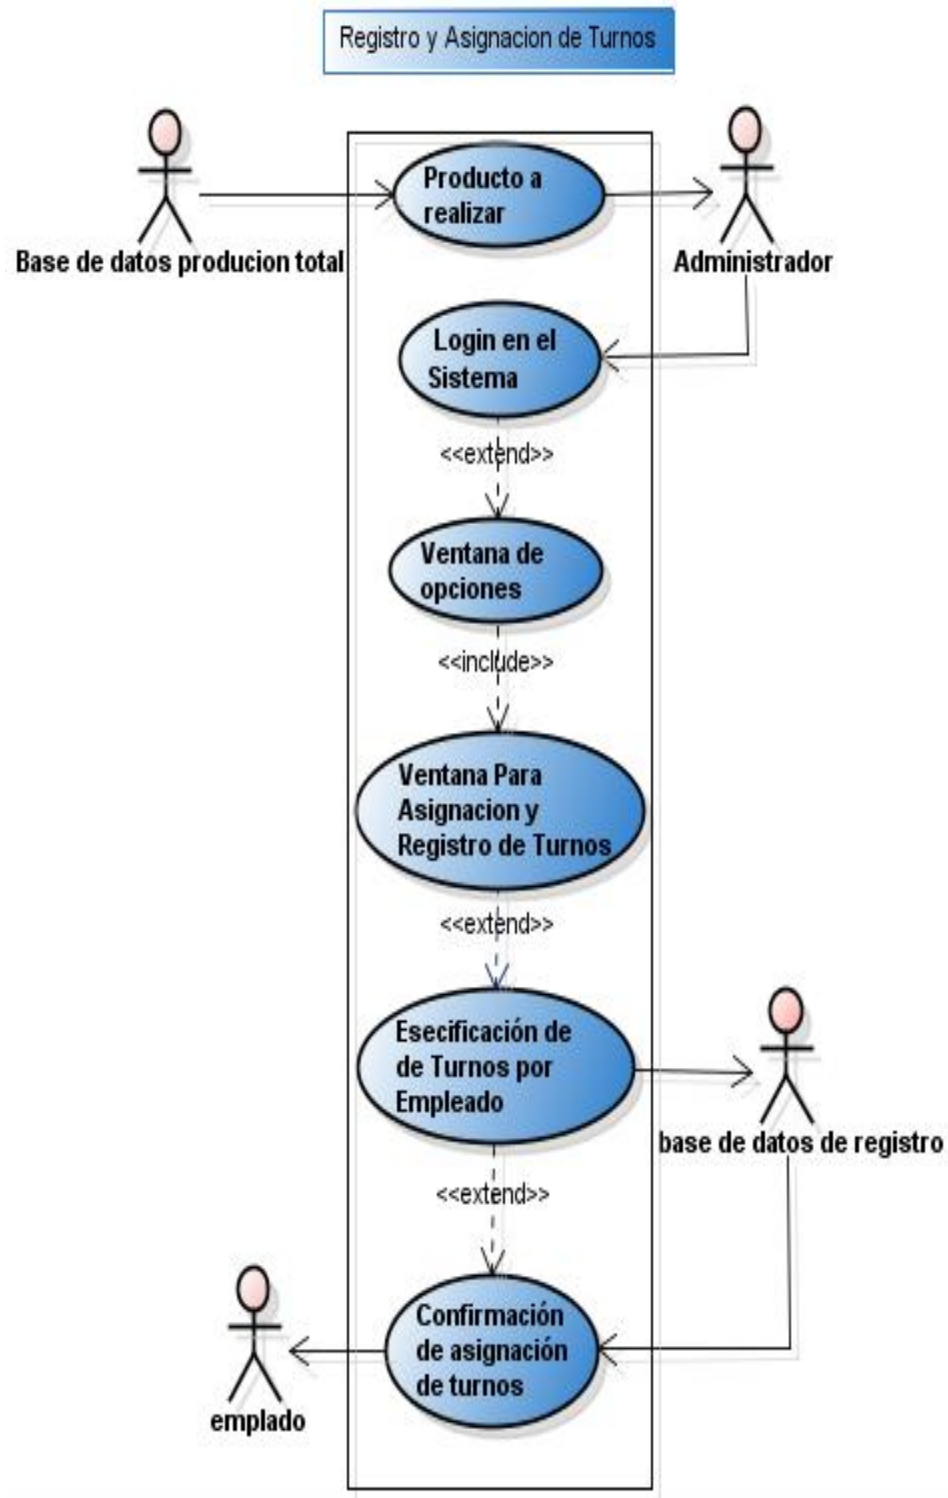 Registro y Asignacion de Turnos
Producto a
realizar
Base de datos producion total
Administrador
Login en el
Sistema
<<extend>>
Ventana de
opciones
<<include>>
Ventana Para
Asignacion y
Registro de Turnos
<<extend>>
Esecificación de
de Turnos por
Empleado
base de datos de registro
<<extend>>
Confirmación
de asignación
de turnos
emplado